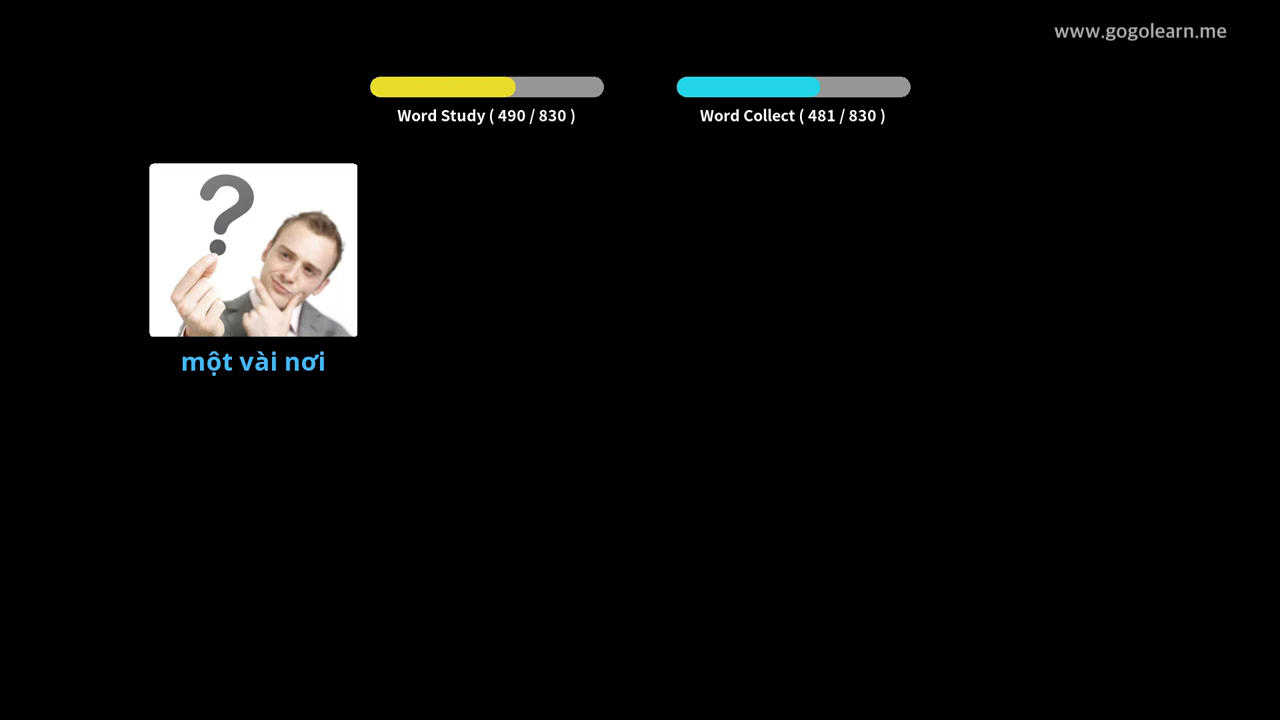 www.gogolearn.me
Word Study ( 490 / 830 )
Word Collect ( 481 / 830 )
?
một vài nơi